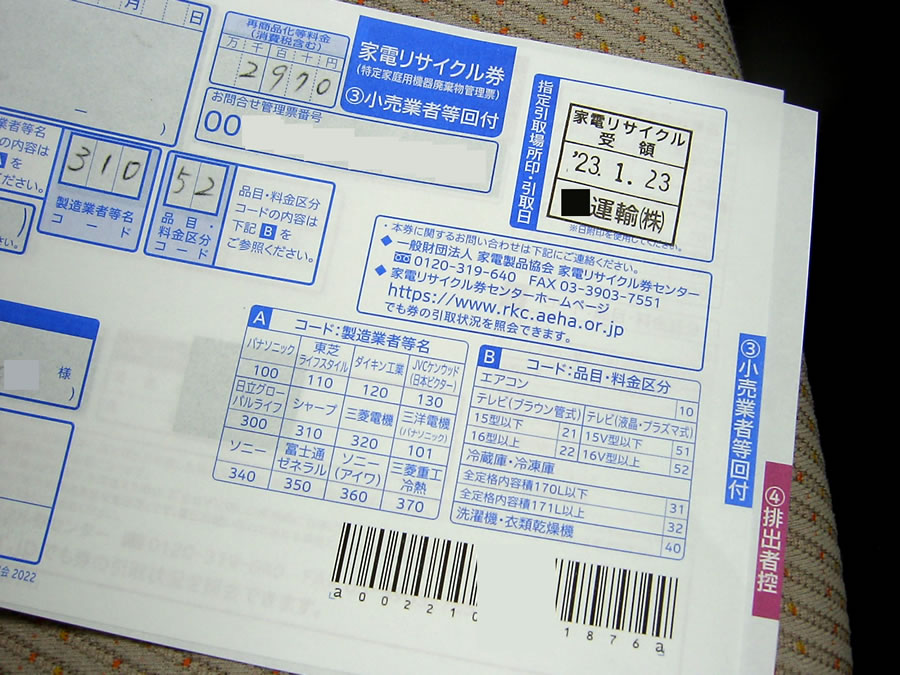 月 日
再商品化等料金
(消費税含む)
万 千 百 十 円
2970
家電リサイクル券
(特定家庭用機器廃棄物管理票)
③小売業者等回付
お問合せ管理票番号
00
指定引取場所印・引取日
家電リサイクル
受領
'23.1.23
運輸(株)
※日附印を使用してください。
業者等名
の内容は
A を
ださい。
310
製造業者等名
コード
52
品目・
料金区分
コード
品目・料金区分
コードの内容は
下記 B を
ご参照ください。
・本券に関するお問い合わせは下記にご連絡ください。
◆一般財団法人 家電製品協会 家電リサイクル券センター
0120-319-640 FAX 03-3903-7551
◆家電リサイクル券センターホームページ
https://www.rkc.aeha.or.jp
でも券の引取状況を照会できます。
様
A コード:製造業者等名
パナソニック 100 東芝ライフスタイル 110 ダイキン工業 120 JVCケンウッド(日本ビクター) 130
日立グローバルライフ 300 シャープ 310 三菱電機 320 三洋電機(パナソニック) 101
ソニー 340 富士通ゼネラル 350 ソニー(アイワ) 360 三菱重工冷熱 370
B コード:品目・料金区分
エアコン 10
テレビ(ブラウン管式) テレビ(液晶・プラズマ式)
15型以下 21 15V型以下 51
16型以上 22 16V型以上 52
冷蔵庫・冷凍庫
全定格内容積170L以下 31
全定格内容積171L以上 32
洗濯機・衣類乾燥機 40
③小売業者等回付
④排出者控
会 2022
a002210
1876a